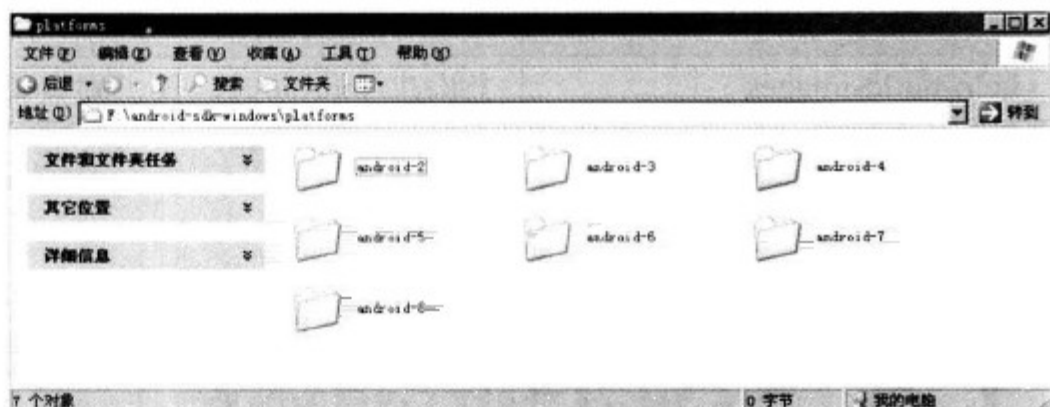 platforms
文件(F) 编辑(E) 查看(V) 收藏(A) 工具(T) 帮助(H)
后退 搜索 文件夹
地址(D) F:\android-sdk-windows\platforms 转到
文件和文件夹任务
其它位置
详细信息
android-2 android-3 android-4
android-5 android-6 android-7
android-8
7 个对象 0 字节 我的电脑